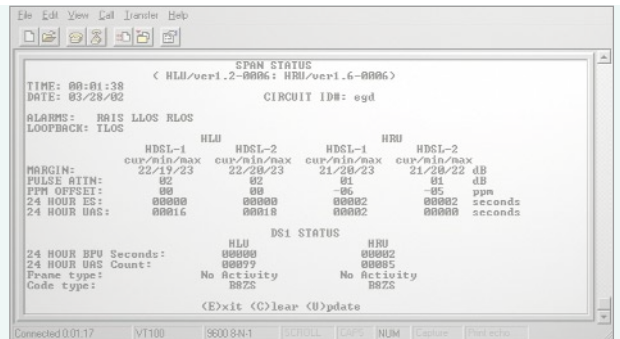 File Edit View Call Transfer Help
SPAN STATUS
( HLU/ver1.2-0006: HRU/ver1.6-0006)
TIME: 00:01:38
DATE: 03/28/02 CIRCUIT ID#: egd
ALARMS: RAIS LLOS RLOS
LOOPBACK: TLOS
HLU HRU
HDSL-1 HDSL-2 HDSL-1 HDSL-2
cur/min/max cur/min/max cur/min/max cur/min/max
MARGIN: 22/19/23 22/20/23 21/20/23 21/20/22 dB
PULSE ATTN: 02 02 01 01 dB
PPM OFFSET: 00 00 -06 -05 ppm
24 HOUR ES: 00000 00000 00002 00002 seconds
24 HOUR UAS: 00016 00018 00002 00000 seconds
DS1 STATUS
HLU HRU
24 HOUR BPV Seconds: 00000 00002
24 HOUR UAS Count: 00099 00085
Frame type: No Activity No Activity
Code type: B8ZS B8ZS
(E)xit (C)lear (U)pdate
Connected 0:01:17 VT100 9600 8-N-1 SCROLL CAPS NUM Capture Print echo